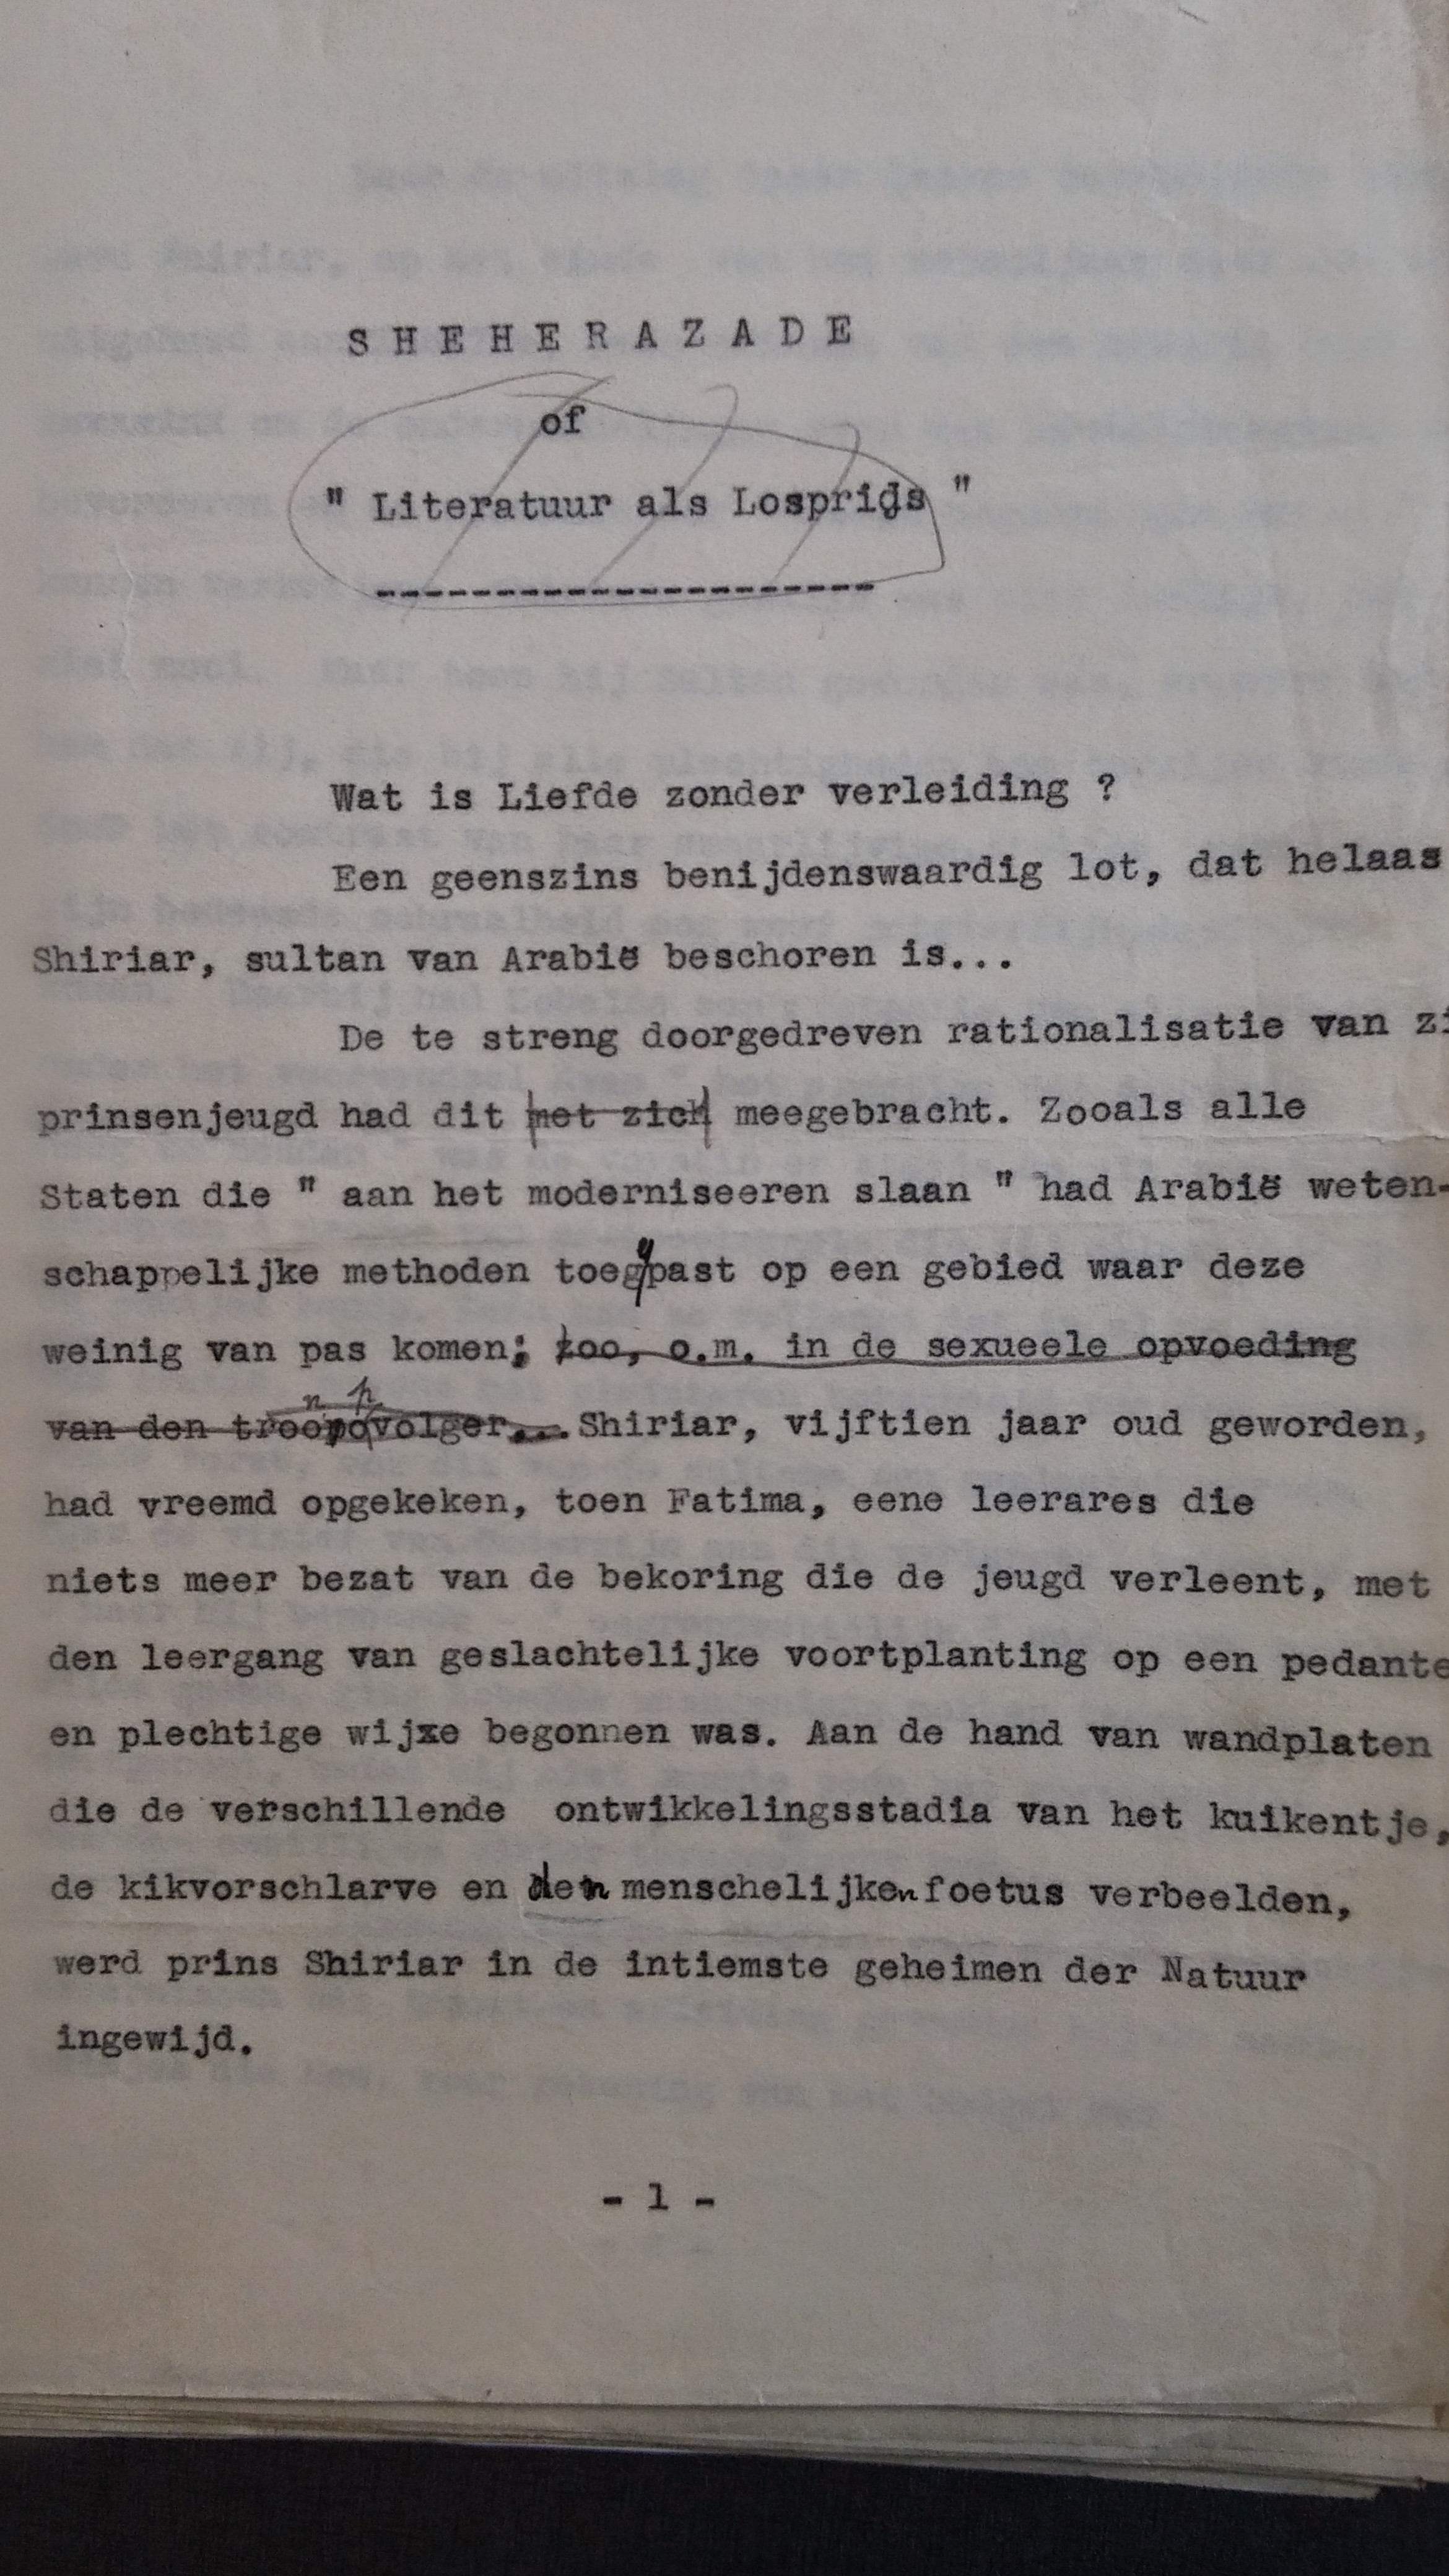 SHEHERAZADE
of
" Literatuur als Losprijs "
Wat is Liefde zonder verleiding ?
Een geenszins benijdenswaardig lot, dat helaas
Shiriar, sultan van Arabië beschoren is...
De te streng doorgedreven rationalisatie van zi
prinsenjeugd had dit met zich meegebracht. Zooals alle
Staten die " aan het moderniseeren slaan " had Arabië weten-
schappelijke methoden toegepast op een gebied waar deze
weinig van pas komen; zoo, o.m. in de sexueele opvoeding
van den troonopvolger... Shiriar, vijftien jaar oud geworden,
had vreemd opgekeken, toen Fatima, eene leerares die
niets meer bezat van de bekoring die de jeugd verleent, met
den leergang van geslachtelijke voortplanting op een pedante
en plechtige wijze begonnen was. Aan de hand van wandplaten
die de verschillende ontwikkelingsstadia van het kuikentje,
de kikvorschlarve en den menschelijken foetus verbeelden,
werd prins Shiriar in de intiemste geheimen der Natuur
ingewijd.
- 1 -